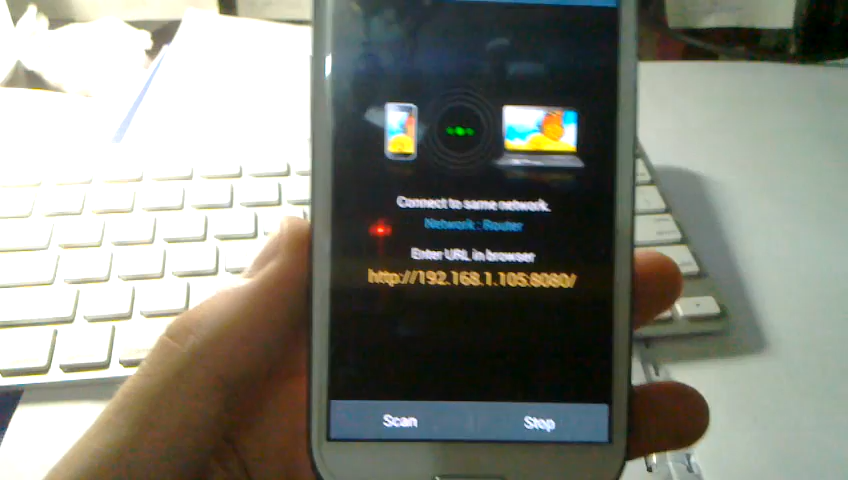 Connect to same network.
Network : Router
Enter URL in browser
http://192.168.1.105:8080/
Scan Stop